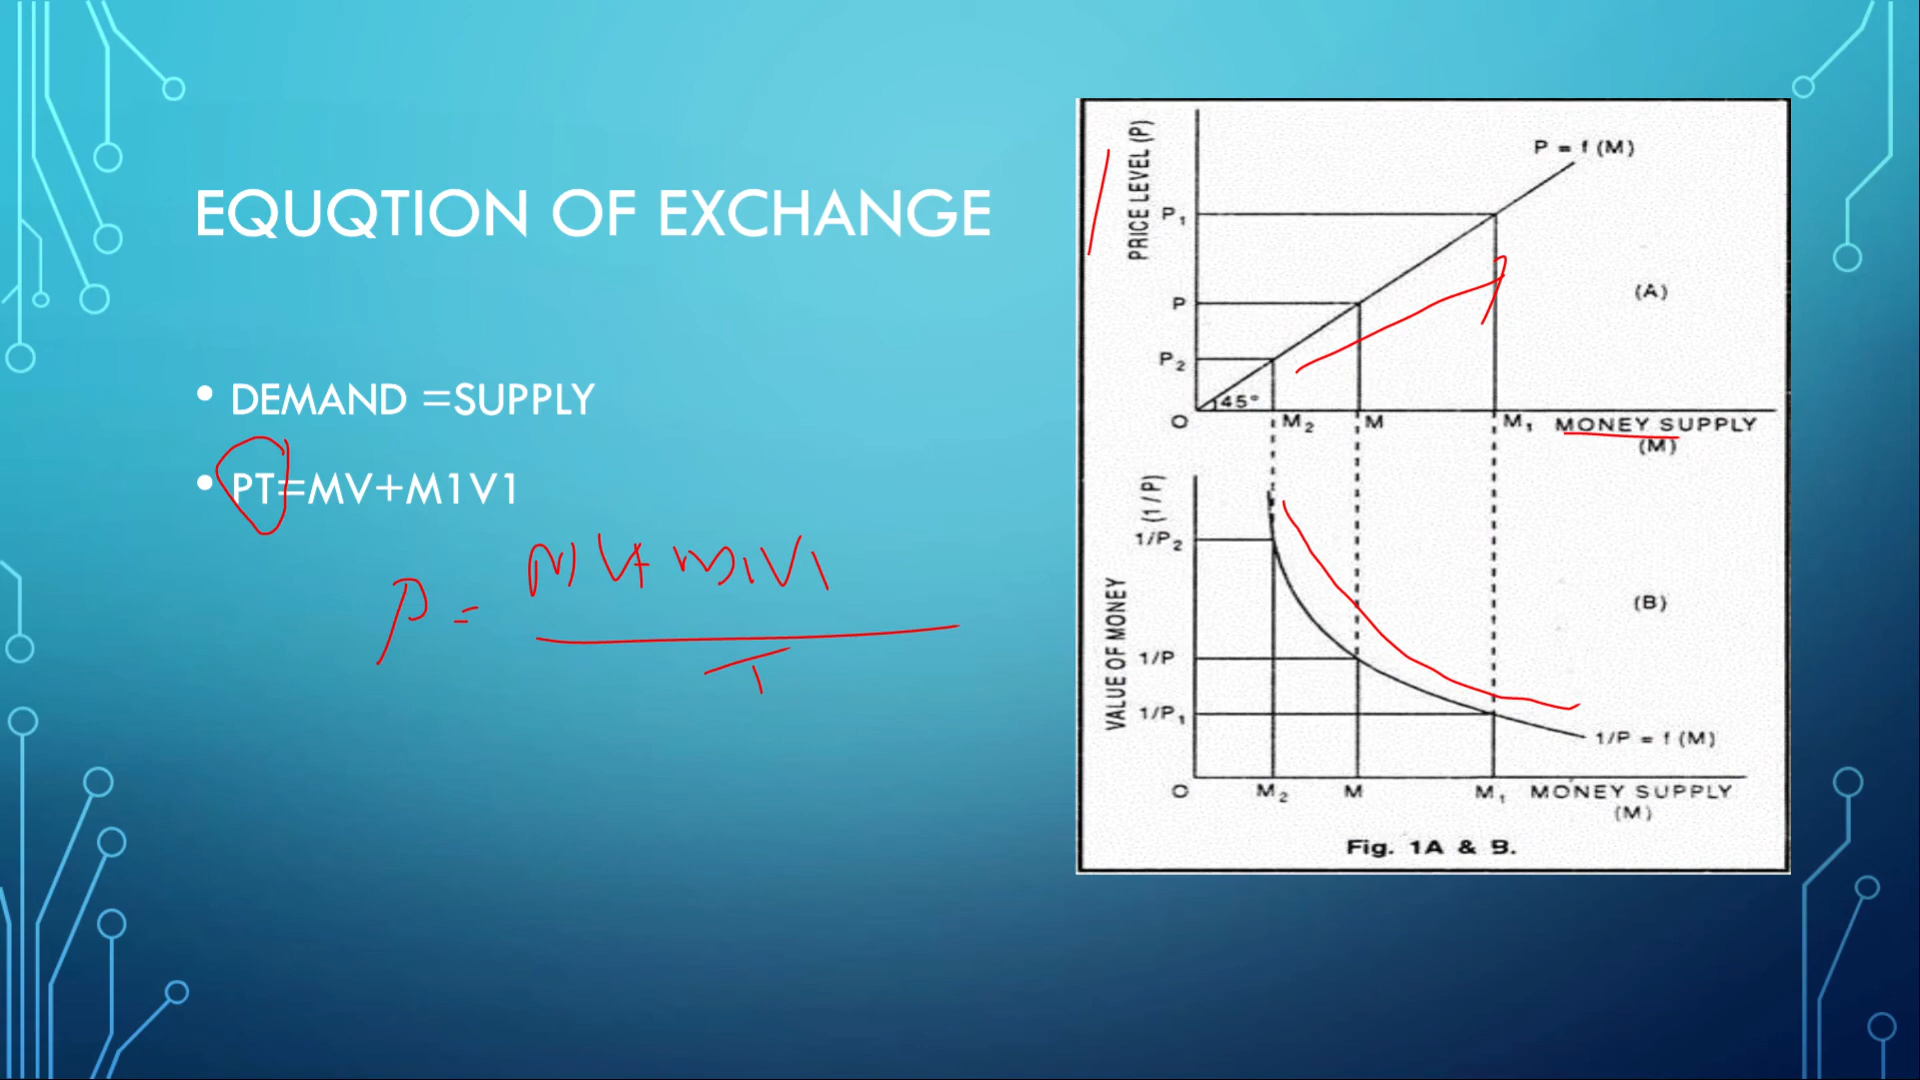 EQUQTION OF EXCHANGE
• DEMAND =SUPPLY
• PT=MV+M1V1
P = MV+M1V1
T
PRICE LEVEL (P)
P = f (M)
P₁
P
P₂
(A)
45°
O
M₂
M
M₁
MONEY SUPPLY
(M)
VALUE OF MONEY (1/P)
1/P₂
1/P
1/P₁
(B)
1/P = f (M)
O
M₂
M
M₁
MONEY SUPPLY
(M)
Fig. 1A & B.